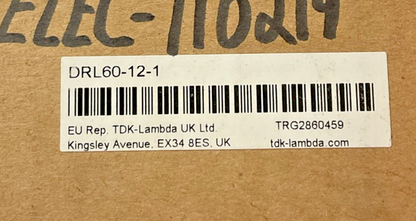 ELEC-110219
DRL60-12-1
EU Rep. TDK-Lambda UK Ltd. TRG2860459
Kingsley Avenue, EX34 8ES, UK tdk-lambda.com